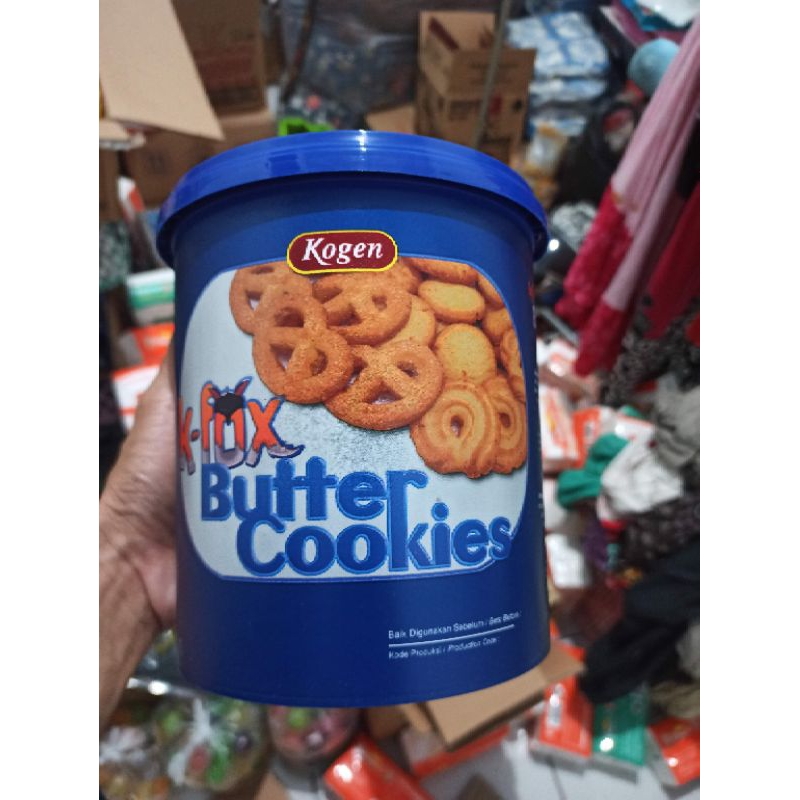 Kogen
k-fox
Butter
Cookies
Baik Digunakan Sebelum / Best Before :
Kode Produksi / Production Code :